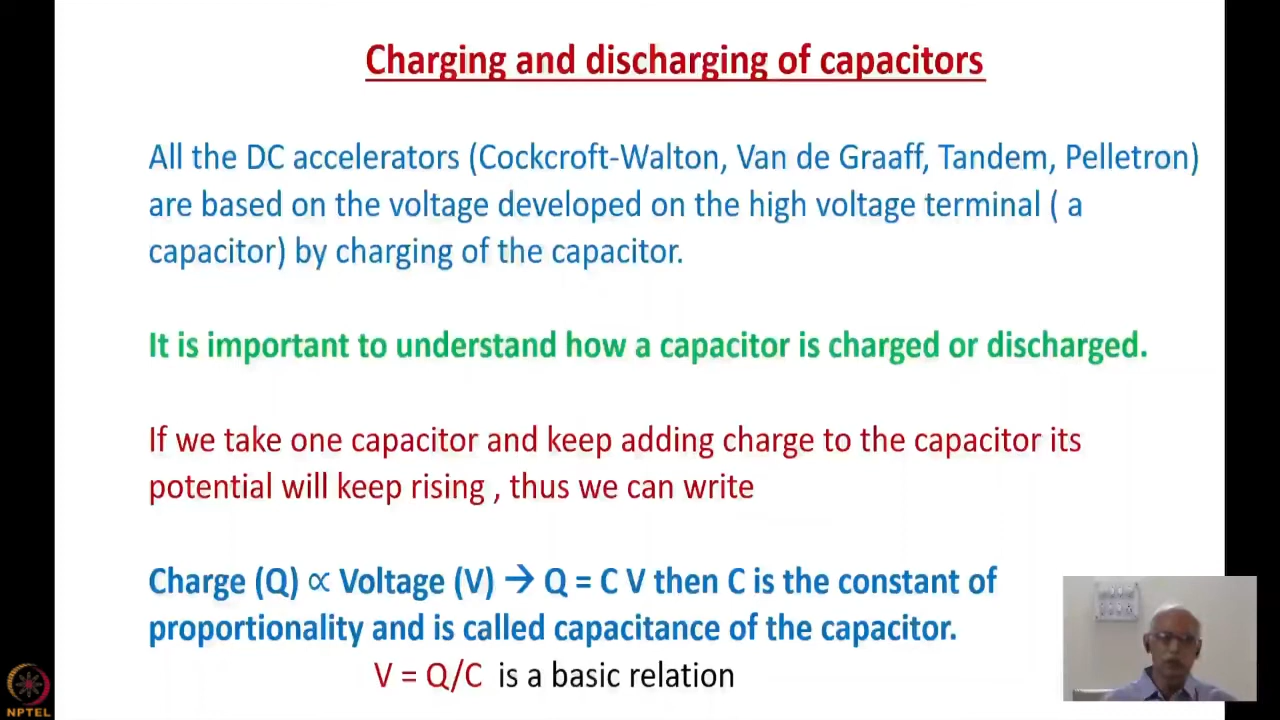 Charging and discharging of capacitors
All the DC accelerators (Cockcroft-Walton, Van de Graaff, Tandem, Pelletron)
are based on the voltage developed on the high voltage terminal ( a
capacitor) by charging of the capacitor.
It is important to understand how a capacitor is charged or discharged.
If we take one capacitor and keep adding charge to the capacitor its
potential will keep rising , thus we can write
Charge (Q) ∝ Voltage (V) → Q = C V then C is the constant of
proportionality and is called capacitance of the capacitor.
V = Q/C is a basic relation
NPTEL